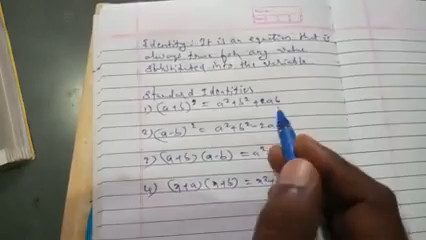 Identity: It is an equation that is
always true for any value
substituted into the variable
Standard Identities
1) (a+b)² = a²+b²+2ab
2) (a-b)² = a²+b²-2a
3) (a+b)(a-b) = a²
4) (x+a)(x+b) = x²+